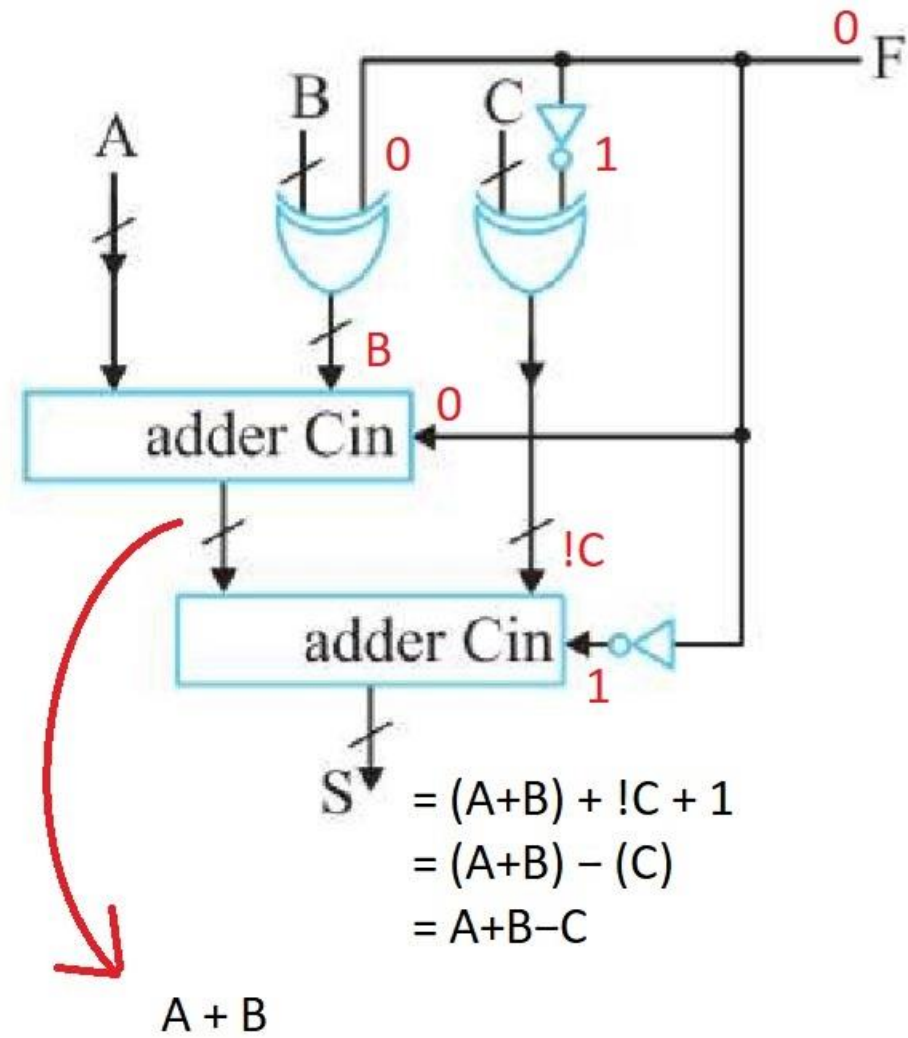 0
F
B
C
A
0
1
B
adder Cin
0
!C
adder Cin
1
S
= (A+B) + !C + 1
= (A+B) – (C)
= A+B–C
A + B